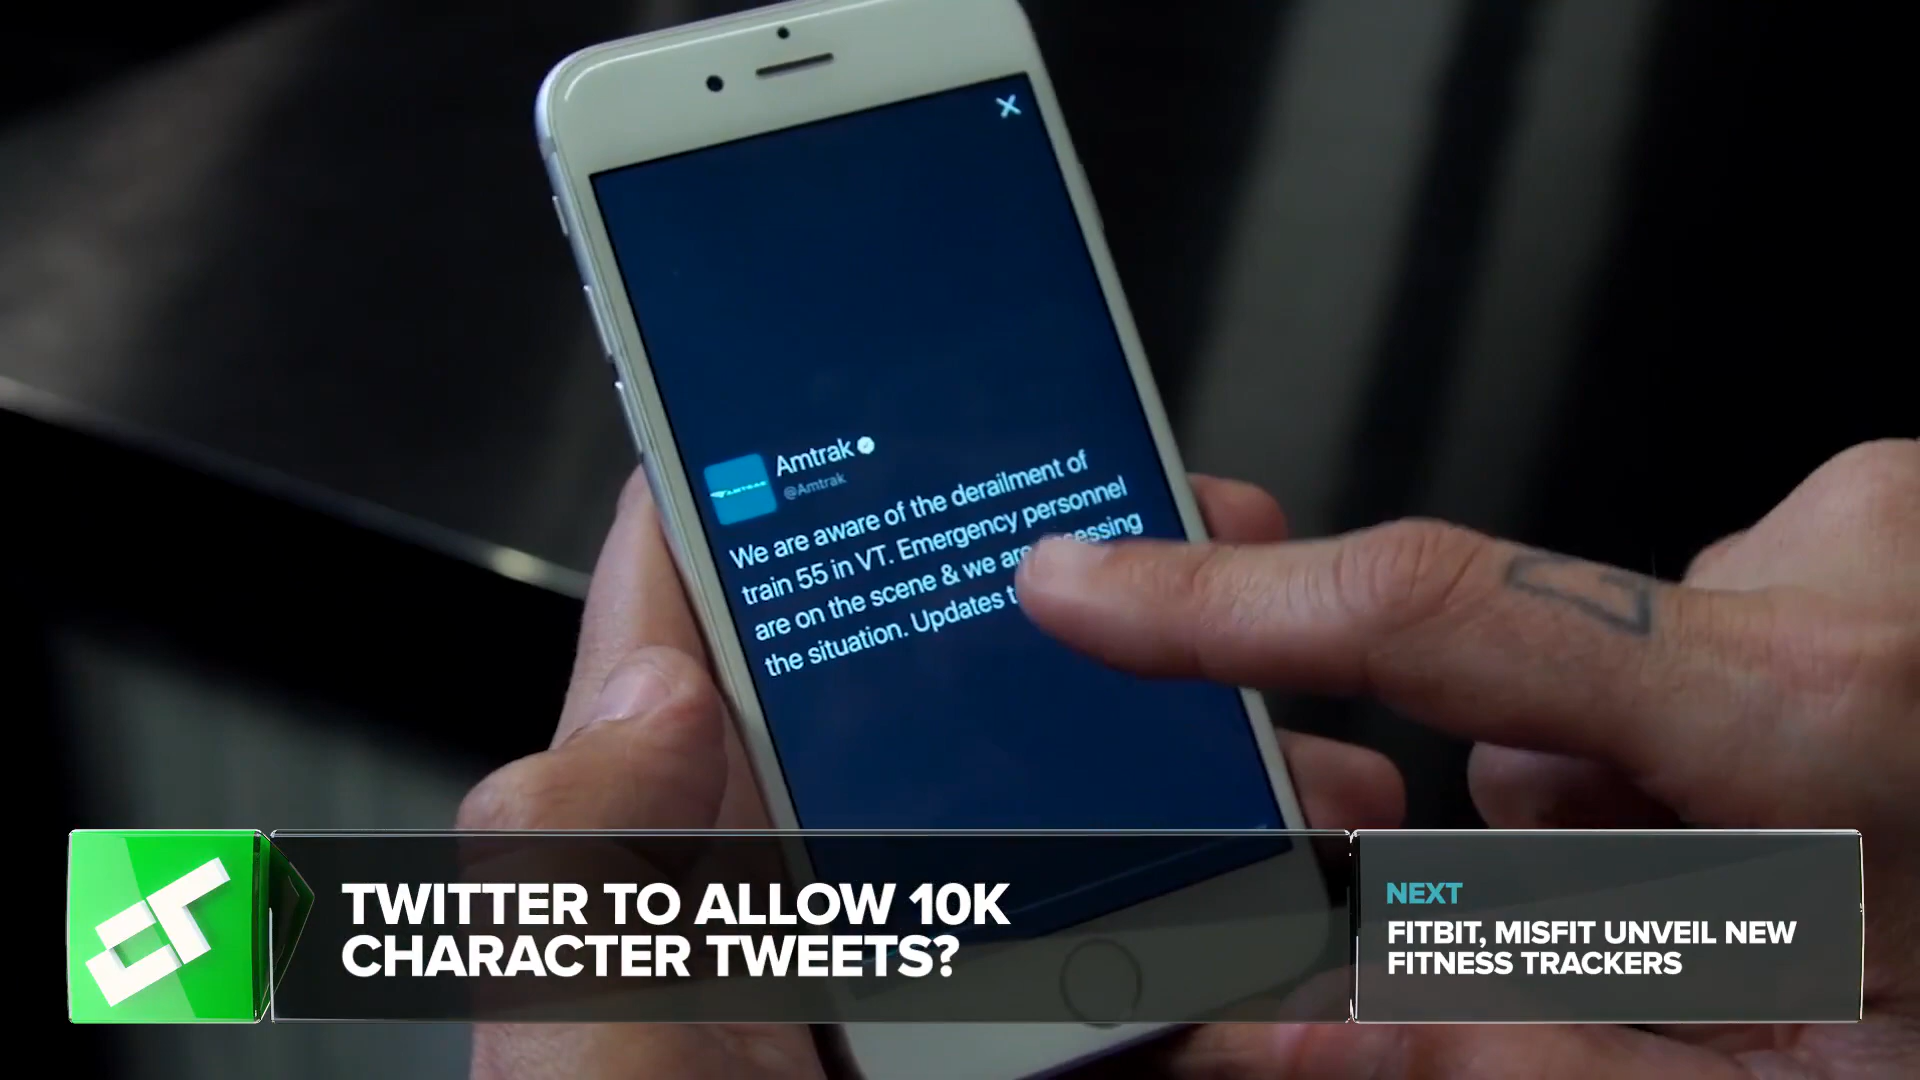 Amtrak
@Amtrak
AMTRAK
We are aware of the derailment of
train 55 in VT. Emergency personnel
are on the scene & we
the situation. Updates
TWITTER TO ALLOW 10K
CHARACTER TWEETS?
NEXT
FITBIT, MISFIT UNVEIL NEW
FITNESS TRACKERS